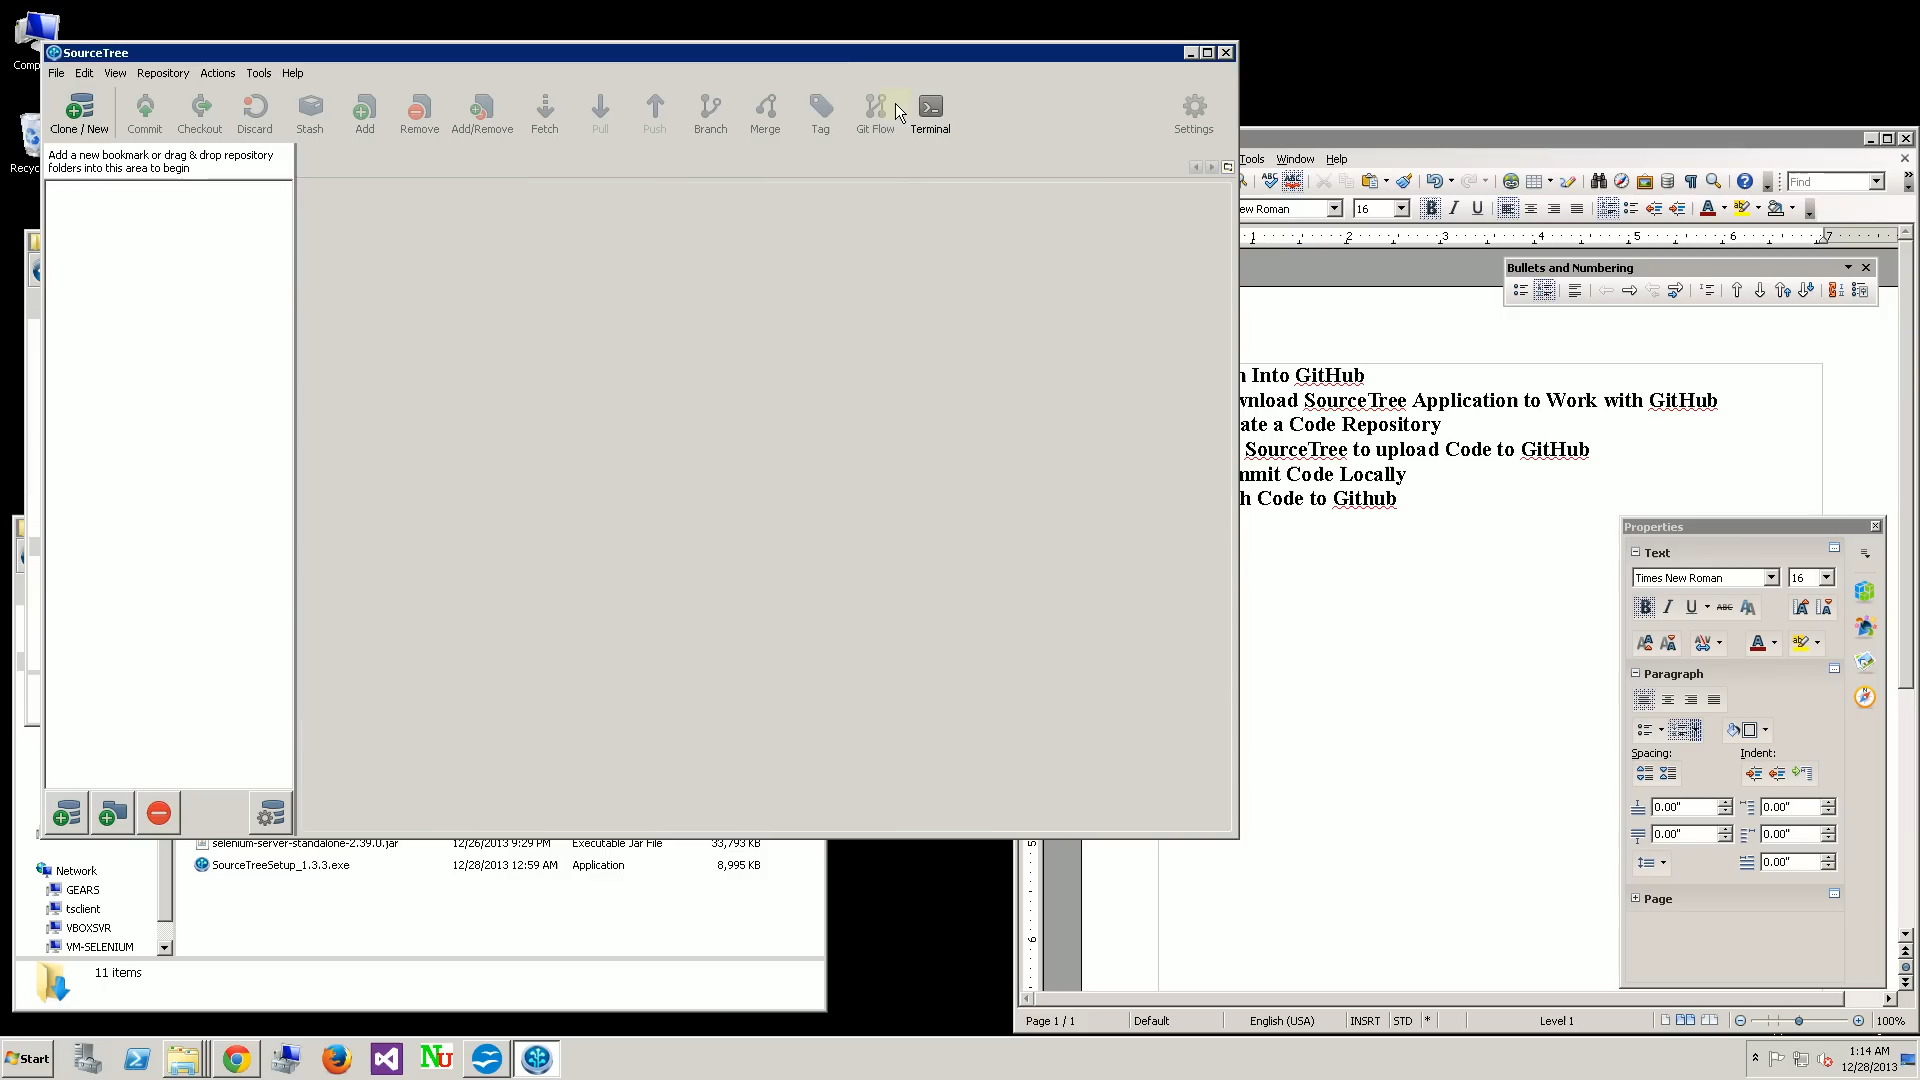 SourceTree
File Edit View Repository Actions Tools Help
Clone / New Commit Checkout Discard Stash Add Remove Add/Remove Fetch Pull Push Branch Merge Tag Git Flow Terminal Settings
Add a new bookmark or drag & drop repository
folders into this area to begin
Window Help
Find
16
1 2 3 4 5 6 7
Bullets and Numbering
Into GitHub
SourceTree Application to Work with GitHub
a Code Repository
SourceTree to upload Code to GitHub
Code Locally
Code to Github
Properties
Text
Times New Roman 16
Paragraph
Spacing: Indent:
0.00" 0.00"
0.00" 0.00"
0.00"
Page
selenium-server-standalone-2.39.0.jar 12/26/2013 9:29 PM Executable Jar File 33,793 KB
SourceTreeSetup_1.3.3.exe 12/28/2013 12:59 AM Application 8,995 KB
Network
GEARS
tsclient
VBOXSVR
VM-SELENIUM
11 items
Page 1 / 1 Default English (USA) INSRT STD * Level 1 100%
Start
1:14 AM
12/28/2013